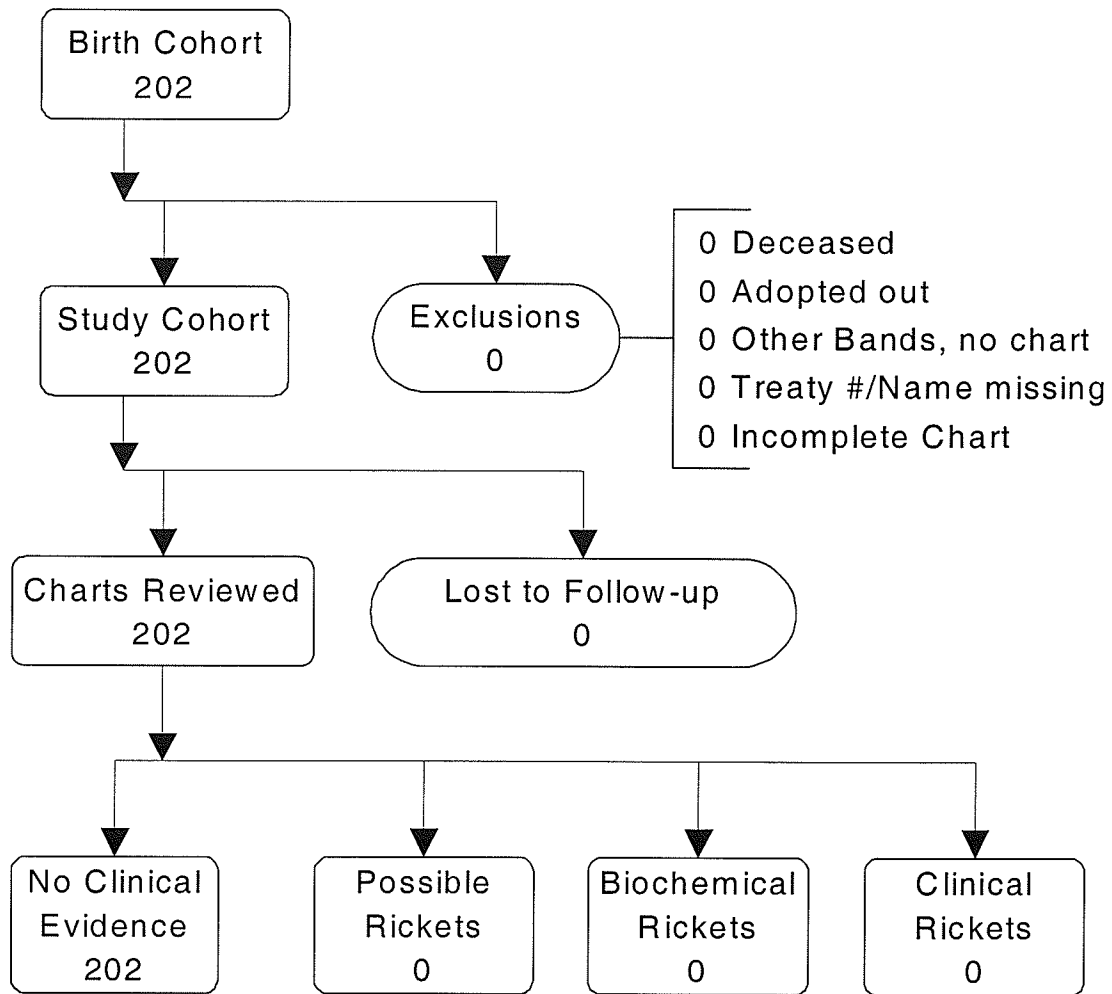 Birth Cohort
202
Study Cohort
202
Exclusions
0
0 Deceased
0 Adopted out
0 Other Bands, no chart
0 Treaty #/Name missing
0 Incomplete Chart
Charts Reviewed
202
Lost to Follow-up
0
No Clinical
Evidence
202
Possible
Rickets
0
Biochemical
Rickets
0
Clinical
Rickets
0